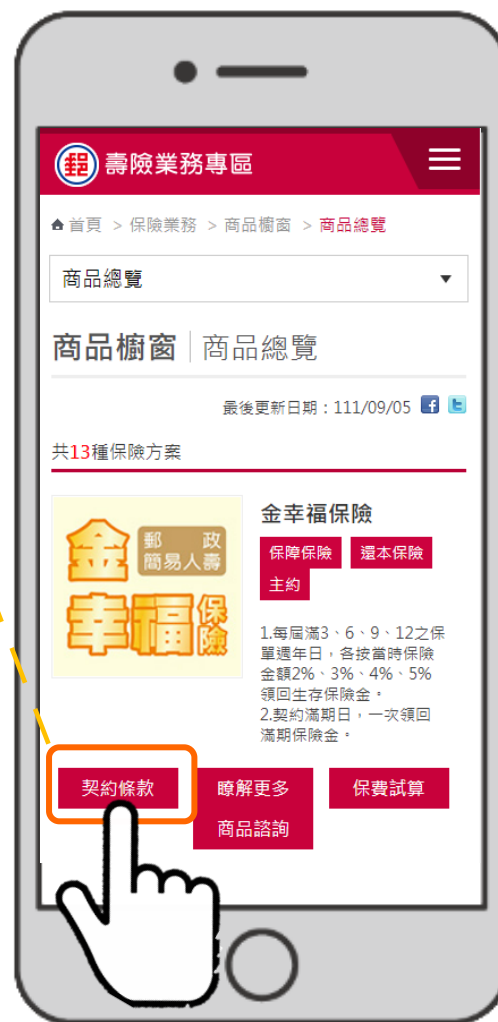 郵 壽險業務專區
首頁 > 保險業務 > 商品櫥窗 > 商品總覽
商品總覽
商品櫥窗 商品總覽
最後更新日期：111/09/05
共13種保險方案
金幸福保險
保障保險 還本保險
主約
金 郵政
簡易人壽
幸福保險
1.每屆滿3、6、9、12之保
單週年日，各按當時保險
金額2%、3%、4%、5%
領回生存保險金。
2.契約滿期日，一次領回
滿期保險金。
契約條款 瞭解更多 保費試算
商品諮詢